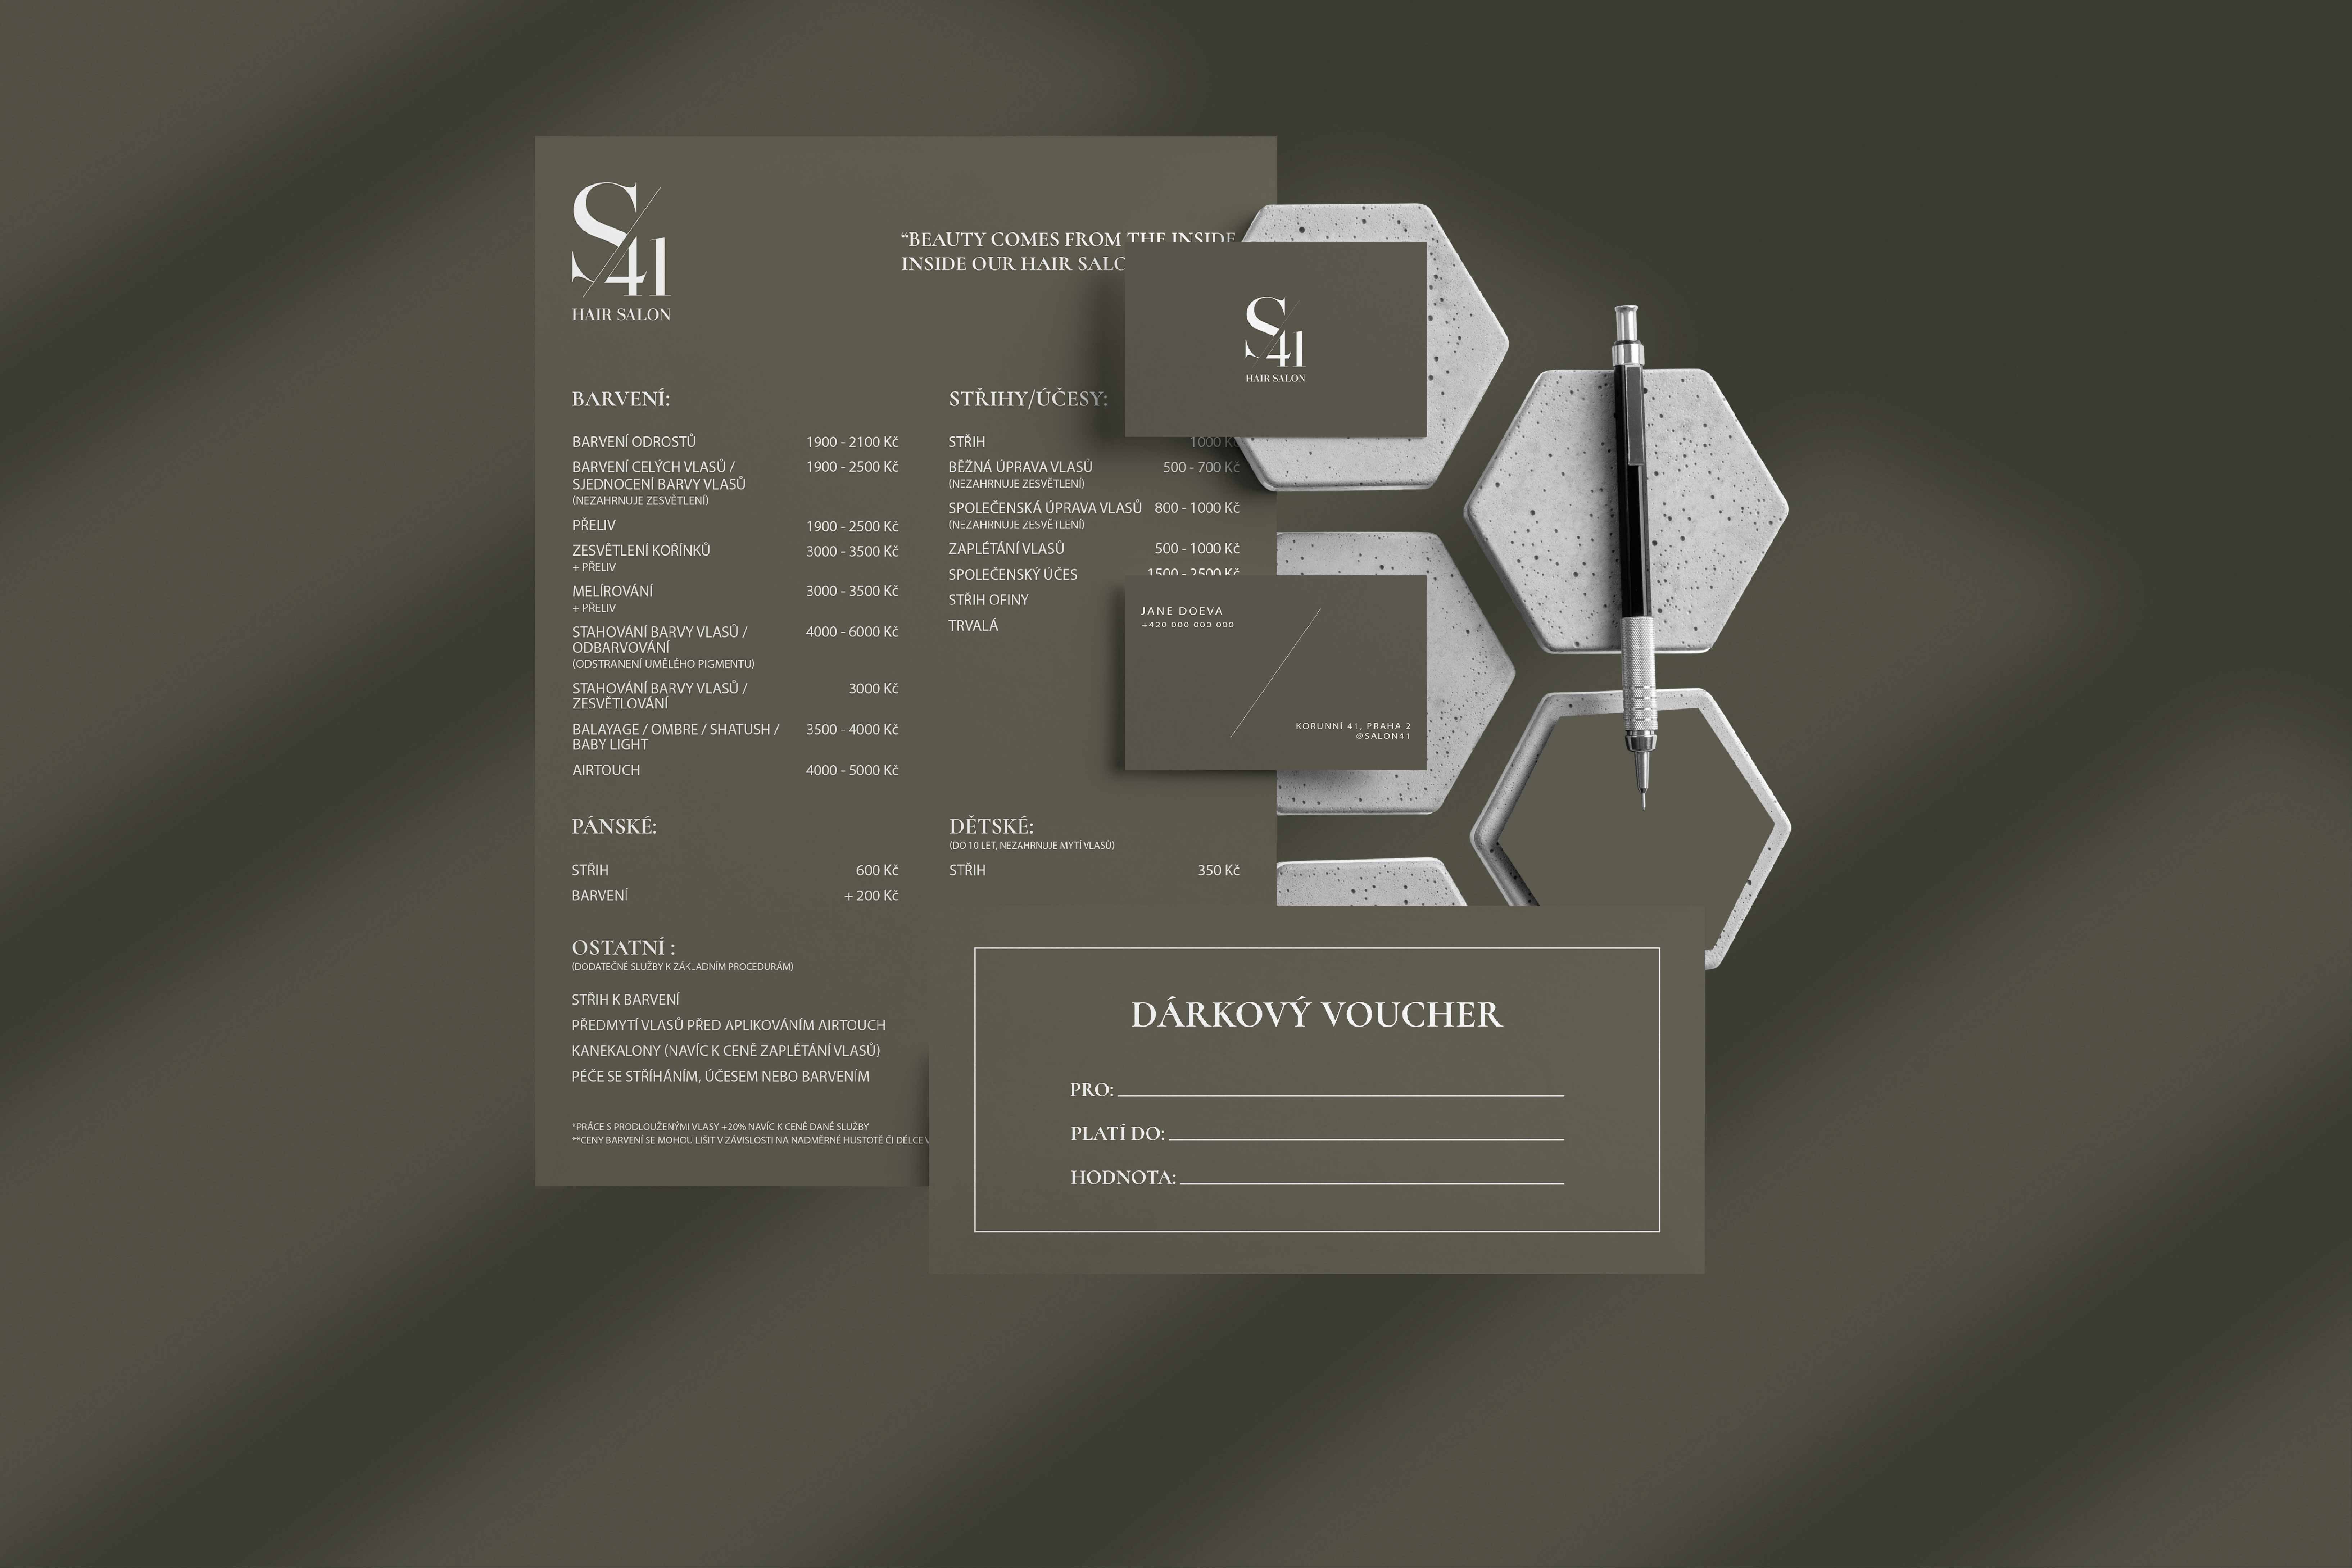 S/41
HAIR SALON
“BEAUTY COMES FROM THE INSIDE
INSIDE OUR HAIR
BARVENÍ:
BARVENÍ ODROSTŮ 1900 - 2100 Kč
BARVENÍ CELÝCH VLASŮ / 1900 - 2500 Kč
SJEDNOCENÍ BARVY VLASŮ
(NEZAHRNUJE ZESVĚTLENÍ)
PŘELIV 1900 - 2500 Kč
ZESVĚTLENÍ KOŘÍNKŮ 3000 - 3500 Kč
+ PŘELIV
MELÍROVÁNÍ 3000 - 3500 Kč
+ PŘELIV
STAHOVÁNÍ BARVY VLASŮ / 4000 - 6000 Kč
ODBARVOVÁNÍ
(ODSTRANENÍ UMĚLÉHO PIGMENTU)
STAHOVÁNÍ BARVY VLASŮ / 3000 Kč
ZESVĚTLOVÁNÍ
BALAYAGE / OMBRE / SHATUSH / 3500 - 4000 Kč
BABY LIGHT
AIRTOUCH 4000 - 5000 Kč
STŘIHY/ÚČESY:
STŘIH 1000 Kč
BĚŽNÁ ÚPRAVA VLASŮ 500 - 700 Kč
(NEZAHRNUJE ZESVĚTLENÍ)
SPOLEČENSKÁ ÚPRAVA VLASŮ 800 - 1000 Kč
(NEZAHRNUJE ZESVĚTLENÍ)
ZAPLÉTÁNÍ VLASŮ 500 - 1000 Kč
SPOLEČENSKÝ ÚČES 1500 - 2500 Kč
STŘIH OFINY
TRVALÁ
PÁNSKÉ:
STŘIH 600 Kč
BARVENÍ + 200 Kč
DĚTSKÉ:
(DO 10 LET, NEZAHRNUJE MYTÍ VLASŮ)
STŘIH 350 Kč
OSTATNÍ :
(DODATEČNÉ SLUŽBY K ZÁKLADNÍM PROCEDURÁM)
STŘIH K BARVENÍ
PŘEDMYTÍ VLASŮ PŘED APLIKOVÁNÍM AIRTOUCH
KANEKALONY (NAVÍC K CENĚ ZAPLÉTÁNÍ VLASŮ)
PÉČE SE STŘÍHÁNÍM, ÚČESEM NEBO BARVENÍM
*PRÁCE S PRODLOUŽENÝMI VLASY +20% NAVÍC K CENĚ DANÉ SLUŽBY
**CENY BARVENÍ SE MOHOU LIŠIT V ZÁVISLOSTI NA NADMĚRNÉ HUSTOTĚ ČI DÉLCE
S/41
HAIR SALON
JANE DOEVA
+420 000 000 000
KORUNNÍ 41, PRAHA 2
@SALON41
DÁRKOVÝ VOUCHER
PRO:
PLATÍ DO:
HODNOTA: